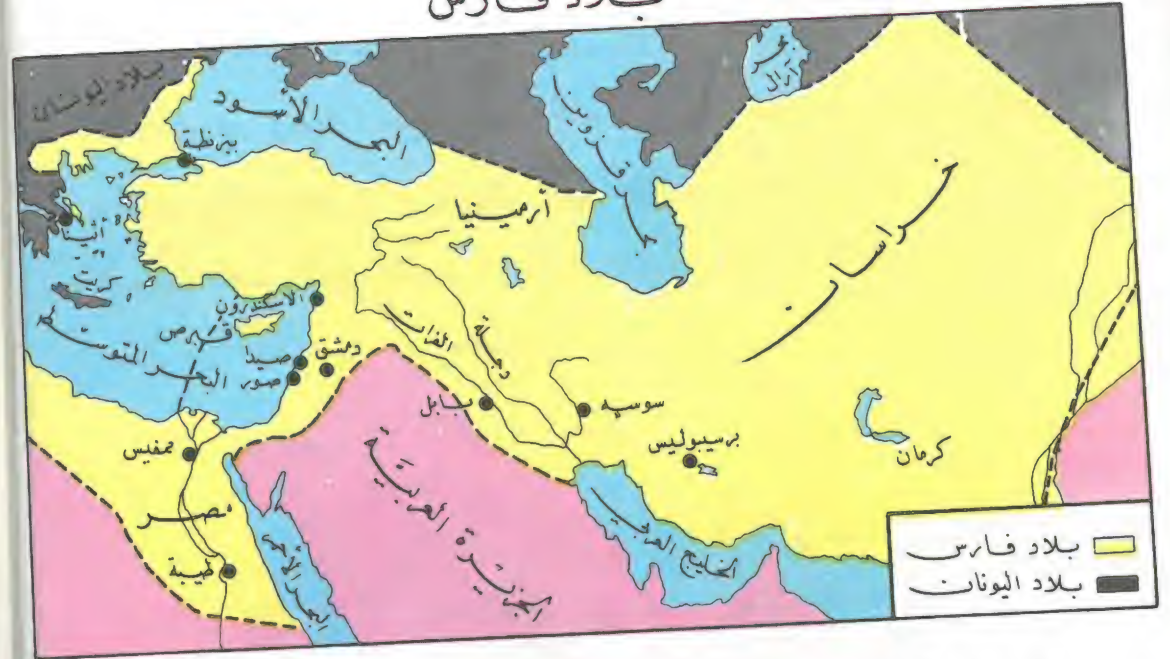 بلاد فارس
بلاد اليونان
البحر الأسود
بيزنطة
بحر قزوين
بحر آرال
خراسان
أرمينيا
أثينا
كريت
الاسكندرون
قبرص
البحر المتوسط
صيدا
صور
دمشق
الفرات
دجلة
بابل
سوسه
برسيبوليس
كرمان
ممفيس
مصر
طيبة
البحر الأحمر
الجزيرة العربية
الخليج العربي
بلاد فارس
بلاد اليونان